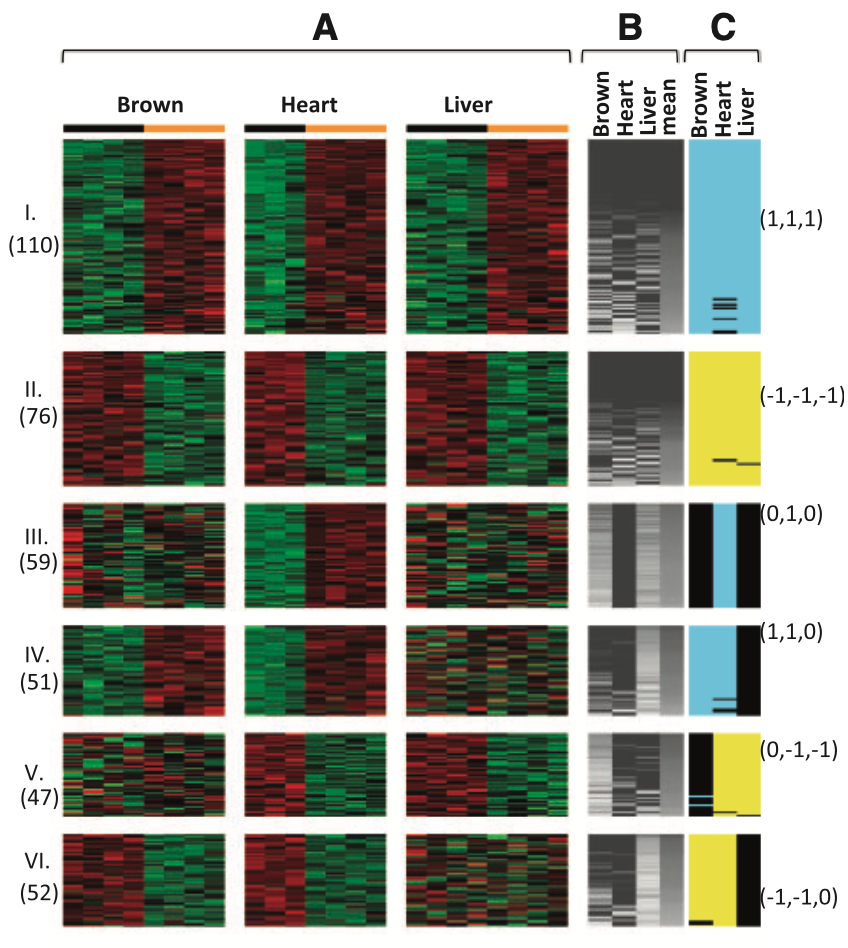 A B C
Brown Heart Liver
Brown Heart Liver mean
Brown Heart Liver
I.
(110)
(1,1,1)
II.
(76)
(-1,-1,-1)
III.
(59)
(0,1,0)
IV.
(51)
(1,1,0)
V.
(47)
(0,-1,-1)
VI.
(52)
(-1,-1,0)